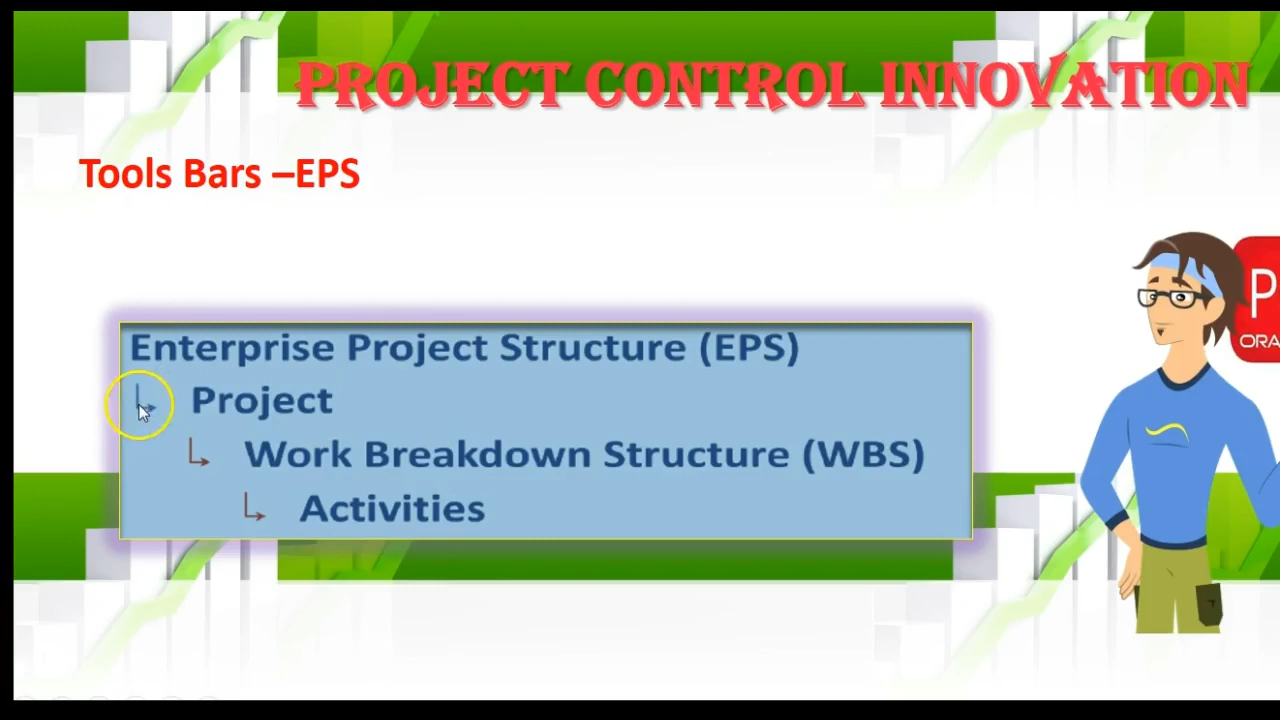 PROJECT CONTROL INNOVATION
Tools Bars –EPS
Enterprise Project Structure (EPS)
Project
Work Breakdown Structure (WBS)
Activities
P